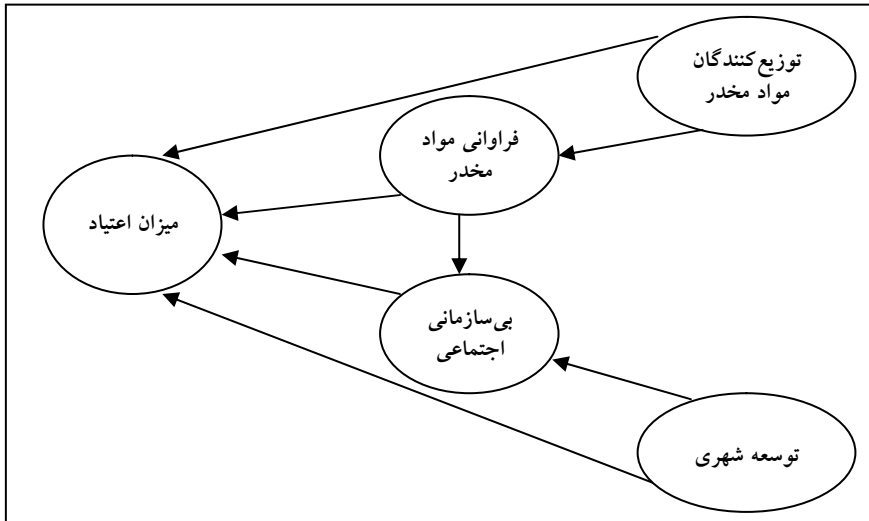 توزیع‌کنندگان
مواد مخدر
فراوانی مواد
مخدر
میزان اعتیاد
بی‌سازمانی
اجتماعی
توسعه شهری